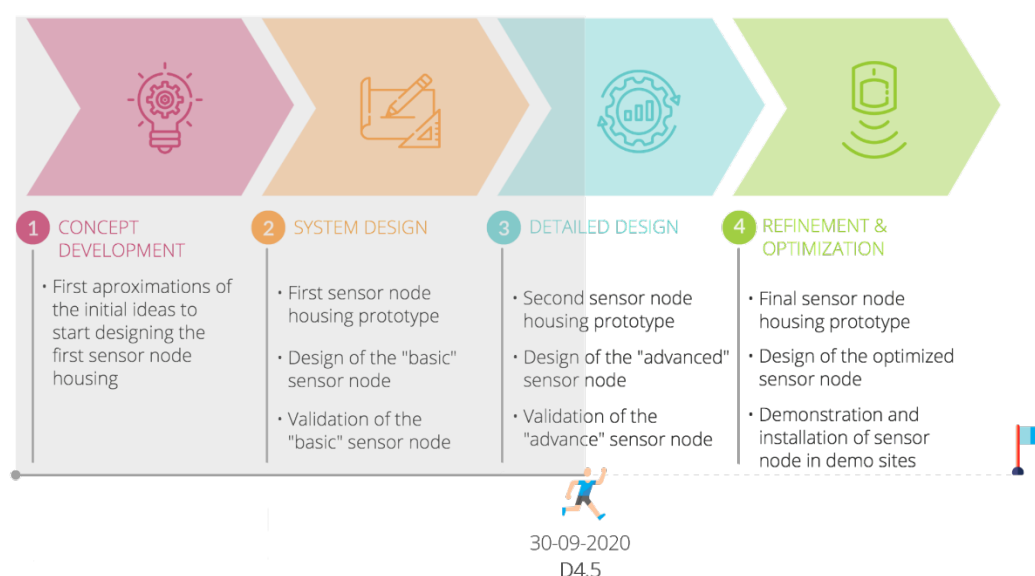 1 CONCEPT
DEVELOPMENT
• First aproximations of
the initial ideas to
start designing the
first sensor node
housing
2 SYSTEM DESIGN
• First sensor node
housing prototype
• Design of the "basic"
sensor node
• Validation of the
"basic" sensor node
3 DETAILED DESIGN
• Second sensor node
housing prototype
• Design of the "advanced"
sensor node
• Validation of the
"advance" sensor node
4 REFINEMENT &
OPTIMIZATION
• Final sensor node
housing prototype
• Design of the optimized
sensor node
• Demonstration and
installation of sensor
node in demo sites
30-09-2020
D4.5